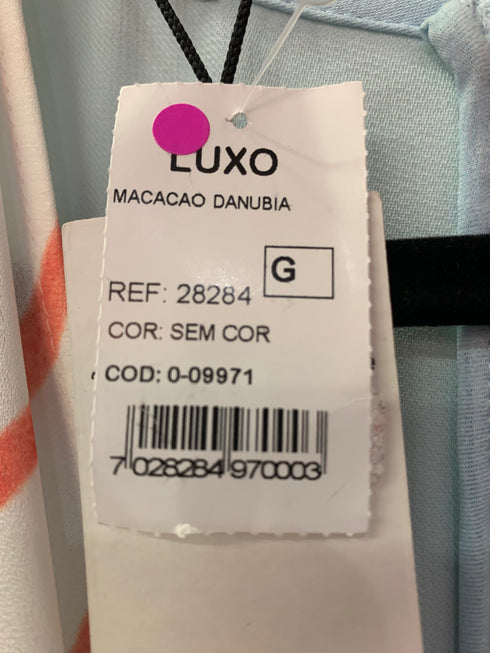 LUXO
MACACAO DANUBIA
G
REF: 28284
COR: SEM COR
COD: 0-09971
7 028284 970003